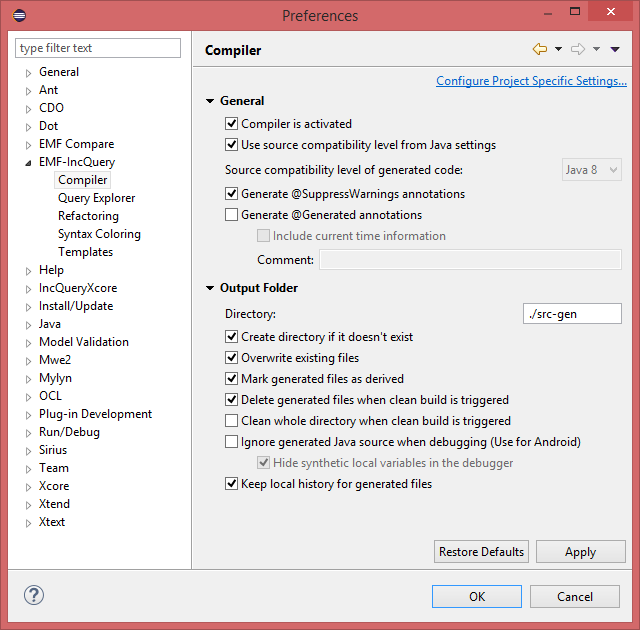 Preferences
type filter text
General
Ant
CDO
Dot
EMF Compare
EMF-IncQuery
Compiler
Query Explorer
Refactoring
Syntax Coloring
Templates
Help
IncQueryXcore
Install/Update
Java
Model Validation
Mwe2
Mylyn
OCL
Plug-in Development
Run/Debug
Sirius
Team
Xcore
Xtend
Xtext
Compiler
Configure Project Specific Settings...
General
Compiler is activated
Use source compatibility level from Java settings
Source compatibility level of generated code: Java 8
Generate @SuppressWarnings annotations
Generate @Generated annotations
Include current time information
Comment:
Output Folder
Directory: ./src-gen
Create directory if it doesn't exist
Overwrite existing files
Mark generated files as derived
Delete generated files when clean build is triggered
Clean whole directory when clean build is triggered
Ignore generated Java source when debugging (Use for Android)
Hide synthetic local variables in the debugger
Keep local history for generated files
Restore Defaults Apply
? OK Cancel